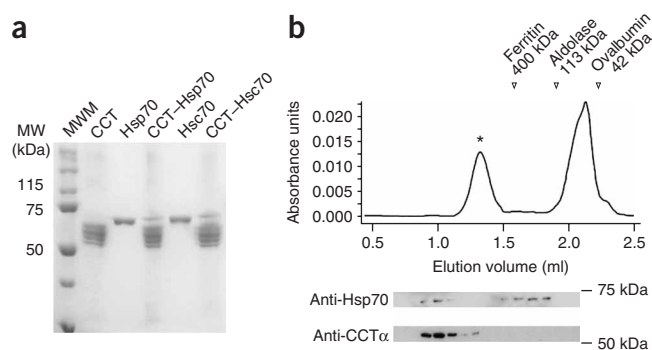 a
MW
(kDa)
MWM
CCT
Hsp70
CCT–Hsp70
Hsc70
CCT–Hsc70
115
75
50
b
Ferritin
400 kDa
Aldolase
113 kDa
Ovalbumin
42 kDa
Absorbance units
0.020
0.015
0.010
0.005
0.000
*
0.5 1.0 1.5 2.0 2.5
Elution volume (ml)
Anti-Hsp70
75 kDa
Anti-CCTα
50 kDa